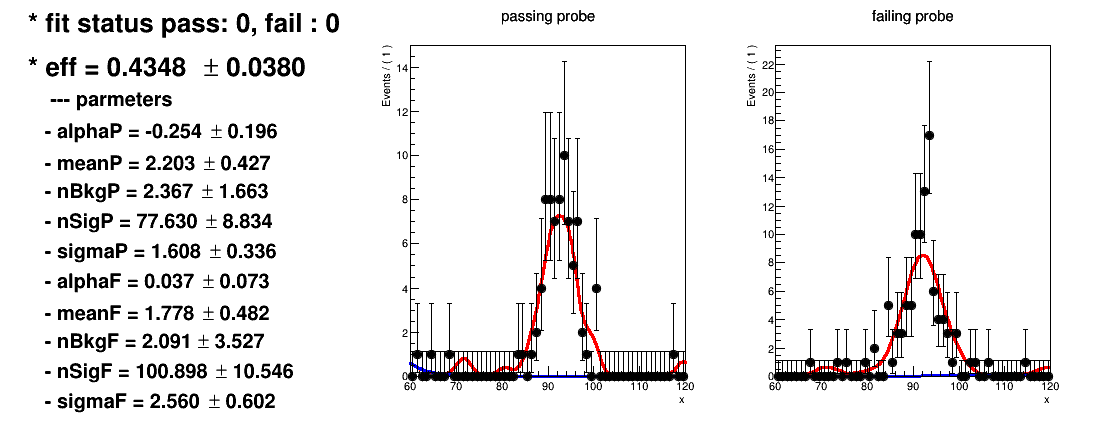 * fit status pass: 0, fail : 0
* eff = 0.4348 ± 0.0380
--- parmeters
- alphaP = -0.254 ± 0.196
- meanP = 2.203 ± 0.427
- nBkgP = 2.367 ± 1.663
- nSigP = 77.630 ± 8.834
- sigmaP = 1.608 ± 0.336
- alphaF = 0.037 ± 0.073
- meanF = 1.778 ± 0.482
- nBkgF = 2.091 ± 3.527
- nSigF = 100.898 ± 10.546
- sigmaF = 2.560 ± 0.602
passing probe
Events / ( 1 )
14
12
10
8
6
4
2
0
60 70 80 90 100 110 120
x
failing probe
Events / ( 1 )
22
20
18
16
14
12
10
8
6
4
2
0
60 70 80 90 100 110 120
x